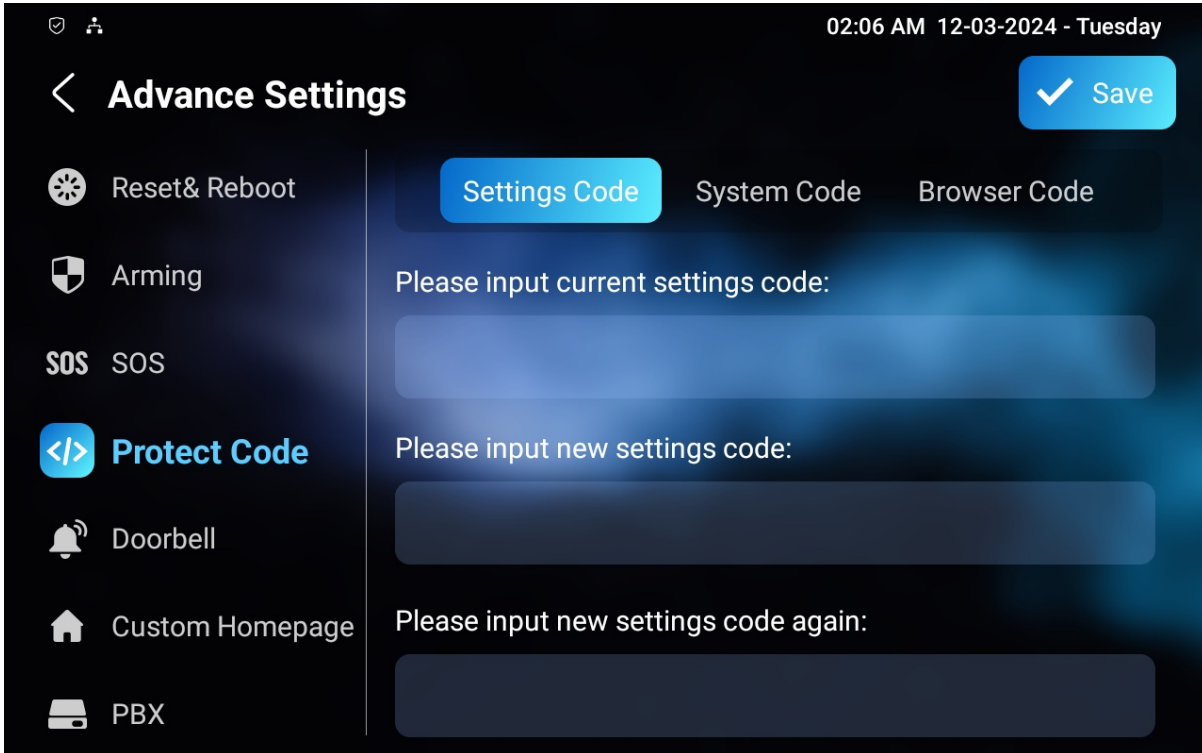 02:06 AM 12-03-2024 - Tuesday
Advance Settings
Save
Reset& Reboot
Arming
SOS SOS
Protect Code
Doorbell
Custom Homepage
PBX
Settings Code System Code Browser Code
Please input current settings code:
Please input new settings code:
Please input new settings code again: